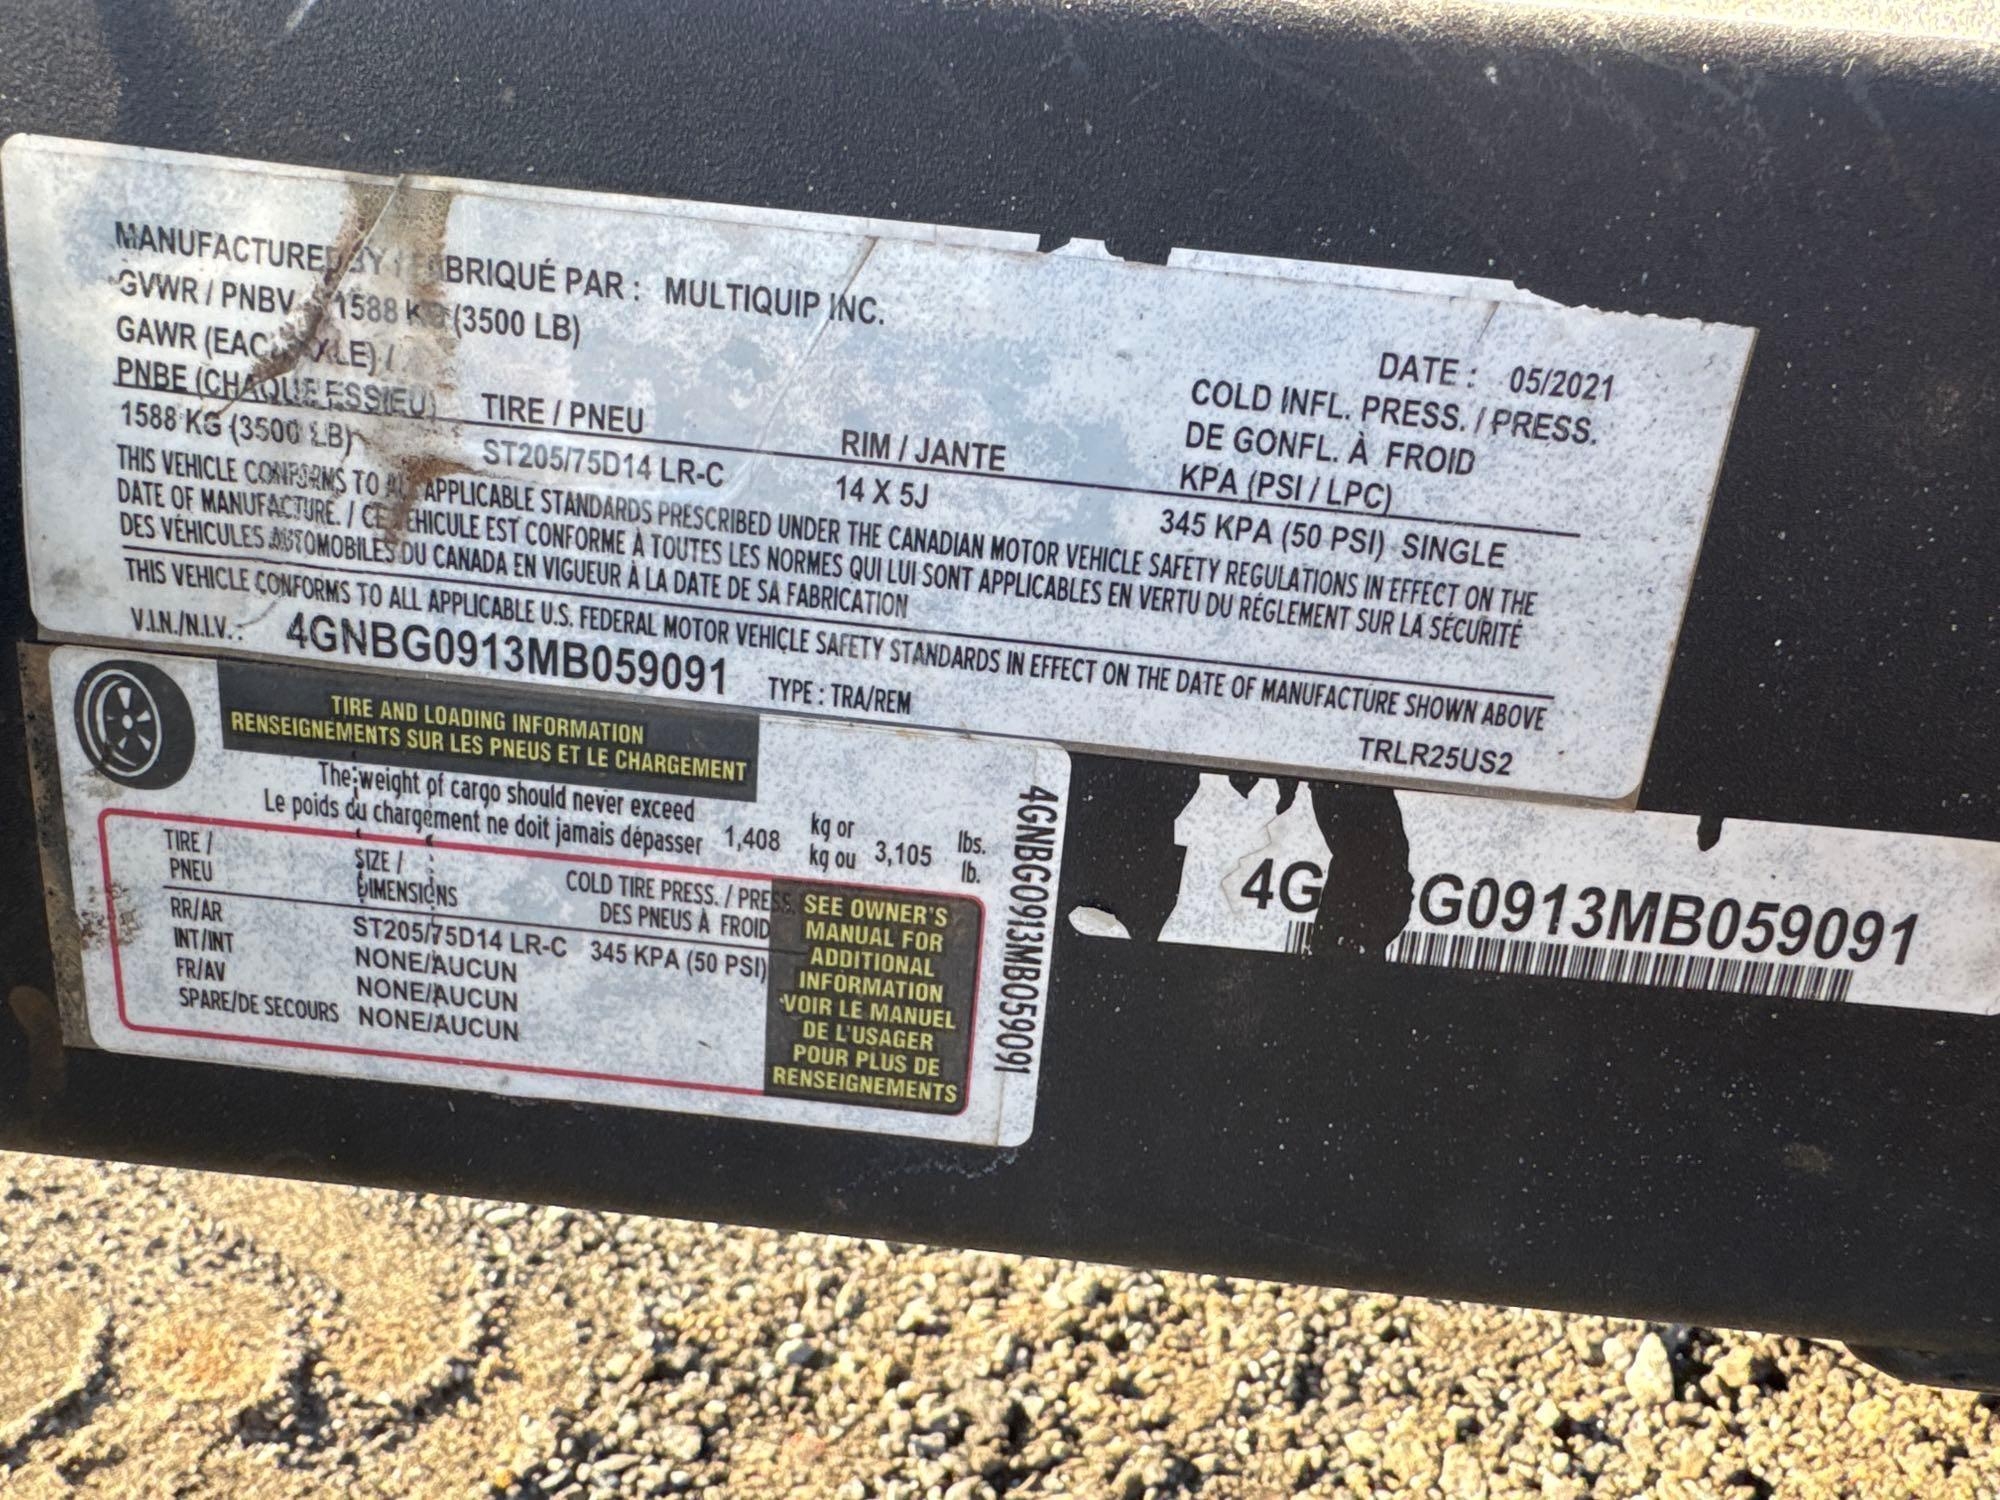 MANUFACTURED BY / FABRIQUÉ PAR : MULTIQUIP INC.
GVWR / PNBV 1588 KG (3500 LB)
DATE : 05/2021
GAWR (EACH AXLE) /
PNBE (CHAQUE ESSIEU) TIRE / PNEU RIM / JANTE
COLD INFL. PRESS. / PRESS.
DE GONFL. À FROID
KPA (PSI / LPC)
1588 KG (3500 LB) ST205/75D14 LR-C 14 X 5J 345 KPA (50 PSI) SINGLE
THIS VEHICLE CONFORMS TO ALL APPLICABLE STANDARDS PRESCRIBED UNDER THE CANADIAN MOTOR VEHICLE SAFETY REGULATIONS IN EFFECT ON THE
DATE OF MANUFACTURE. / CE VEHICULE EST CONFORME À TOUTES LES NORMES QUI LUI SONT APPLICABLES EN VERTU DU RÉGLEMENT SUR LA SÉCURITÉ
DES VÉHICULES AUTOMOBILES DU CANADA EN VIGUEUR À LA DATE DE SA FABRICATION
THIS VEHICLE CONFORMS TO ALL APPLICABLE U.S. FEDERAL MOTOR VEHICLE SAFETY STANDARDS IN EFFECT ON THE DATE OF MANUFACTURE SHOWN ABOVE
V.I.N./N.I.V.: 4GNBG0913MB059091 TYPE : TRA/REM
TRLR25US2
TIRE AND LOADING INFORMATION
RENSEIGNEMENTS SUR LES PNEUS ET LE CHARGEMENT
The weight of cargo should never exceed
Le poids du chargement ne doit jamais dépasser 1,408
kg or
kg ou
3,105
lbs.
lb.
TIRE /
PNEU
SIZE /
DIMENSIONS
COLD TIRE PRESS. / PRESS.
DES PNEUS À FROID
RR/AR ST205/75D14 LR-C 345 KPA (50 PSI)
INT/INT NONE/AUCUN
FR/AV NONE/AUCUN
SPARE/DE SECOURS NONE/AUCUN
SEE OWNER'S
MANUAL FOR
ADDITIONAL
INFORMATION
VOIR LE MANUEL
DE L'USAGER
POUR PLUS DE
RENSEIGNEMENTS
4GNBG0913MB059091
4G G0913MB059091